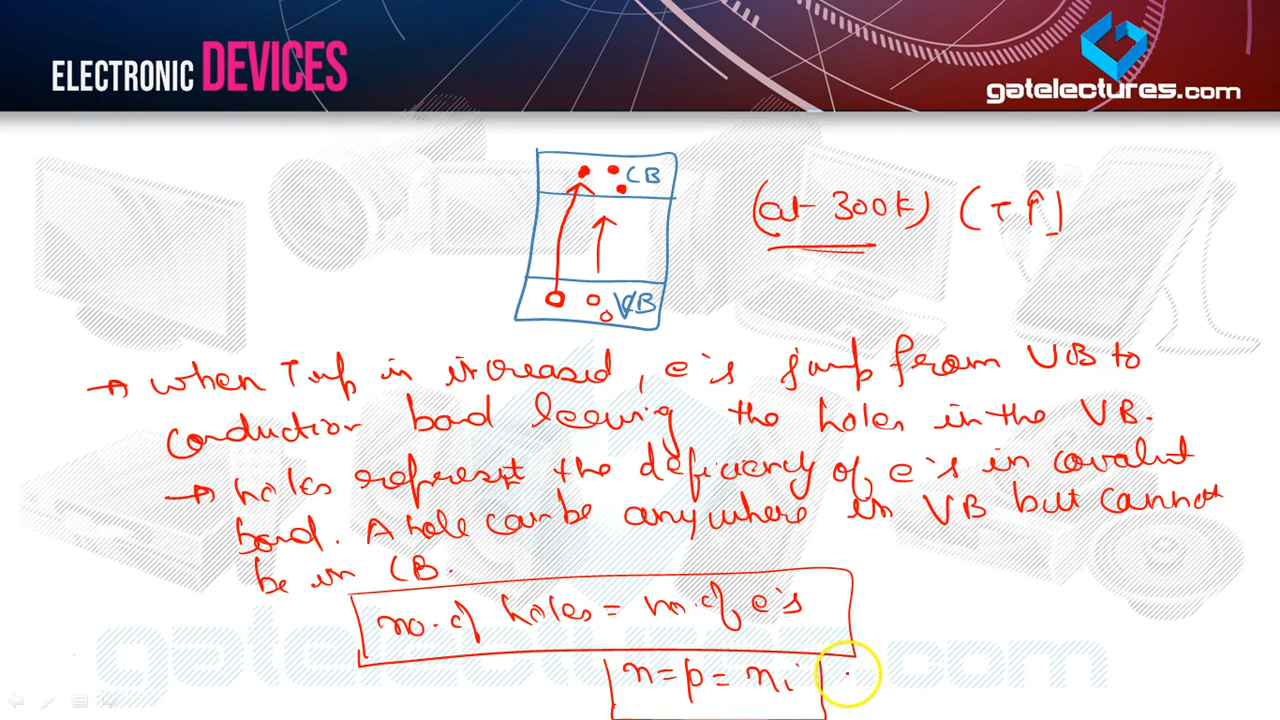 ELECTRONIC DEVICES
gatelectures.com
CB
(at 300K) (T↑)
VB
→ when Temp is increased, e's jump from VB to
conduction band leaving the holes in the VB.
→ holes represent the deficiency of e's in covalent
bond. A hole can be anywhere in VB but cannot
be in CB.
no. of holes = no. of e's
n = p = ni
gatelectures.com